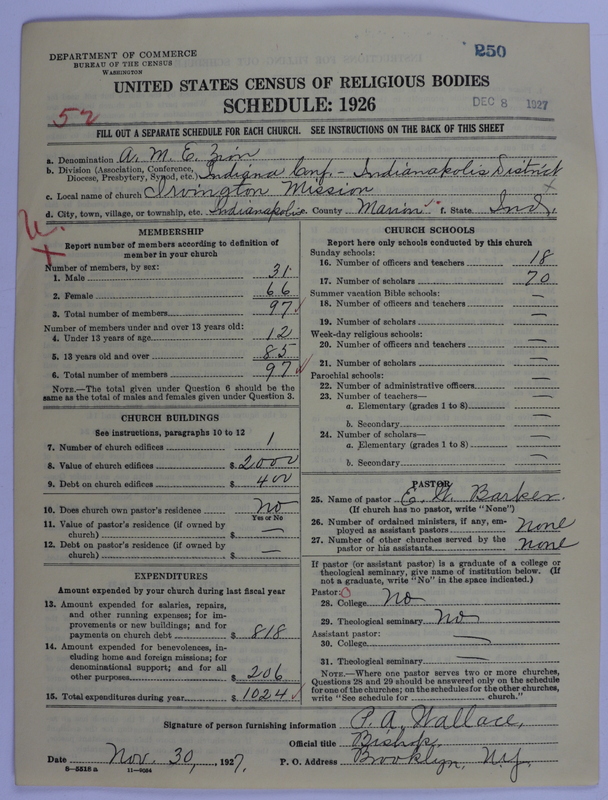 DEPARTMENT OF COMMERCE
BUREAU OF THE CENSUS
WASHINGTON
250
UNITED STATES CENSUS OF RELIGIOUS BODIES
SCHEDULE: 1926
DEC 8 1927
52
FILL OUT A SEPARATE SCHEDULE FOR EACH CHURCH. SEE INSTRUCTIONS ON THE BACK OF THIS SHEET
a. Denomination A. M. E. Zion
b. Division (Association, Conference, Diocese, Presbytery, Synod, etc.) Indiana Conf - Indianapolis District
c. Local name of church Irvington Mission
d. City, town, village, or township, etc. Indianapolis e. County Marion f. State Ind.
MEMBERSHIP
Report number of members according to definition of
member in your church
Number of members, by sex:
1. Male 31
2. Female 66
3. Total number of members 97
Number of members under and over 13 years old:
4. Under 13 years of age 12
5. 13 years old and over 85
6. Total number of members 97
NOTE.—The total given under Question 6 should be the
same as the total of males and females given under Question 3.
CHURCH BUILDINGS
See instructions, paragraphs 10 to 12
7. Number of church edifices 1
8. Value of church edifices $ 2000
9. Debt on church edifices $ 400
10. Does church own pastor's residence No
Yes or No
11. Value of pastor's residence (if owned by
church) $ —
12. Debt on pastor's residence (if owned by
church) $ —
EXPENDITURES
Amount expended by your church during last fiscal year
13. Amount expended for salaries, repairs,
and other running expenses; for im-
provements or new buildings; and for
payments on church debt $ 818
14. Amount expended for benevolences, in-
cluding home and foreign missions; for
denominational support; and for all
other purposes $ 206
15. Total expenditures during year $ 1024
CHURCH SCHOOLS
Report here only schools conducted by this church
Sunday schools:
16. Number of officers and teachers 18
17. Number of scholars 70
Summer vacation Bible schools:
18. Number of officers and teachers —
19. Number of scholars —
Week-day religious schools:
20. Number of officers and teachers —
21. Number of scholars —
Parochial schools:
22. Number of administrative officers —
23. Number of teachers—
a. Elementary (grades 1 to 8) —
b. Secondary —
24. Number of scholars—
a. Elementary (grades 1 to 8) —
b. Secondary —
PASTOR
25. Name of pastor E. W. Barker.
(If church has no pastor, write "None")
26. Number of ordained ministers, if any, em-
ployed as assistant pastors None
27. Number of other churches served by the
pastor or his assistants None
If pastor (or assistant pastor) is a graduate of a college or
theological seminary, give name of institution below. (If
not a graduate, write "No" in the space indicated.)
Pastor:
28. College No
29. Theological seminary No
Assistant pastor:
30. College —
31. Theological seminary —
NOTE.—Where one pastor serves two or more churches,
Questions 28 and 29 should be answered only on the schedule
for one of the churches; on the schedules for the other churches,
write "See schedule for church."
Signature of person furnishing information P. A. Wallace,
Official title Bishop.
Date Nov. 30, 1927. P. O. Address Brooklyn, N.Y.
8—5518 a 11—9084